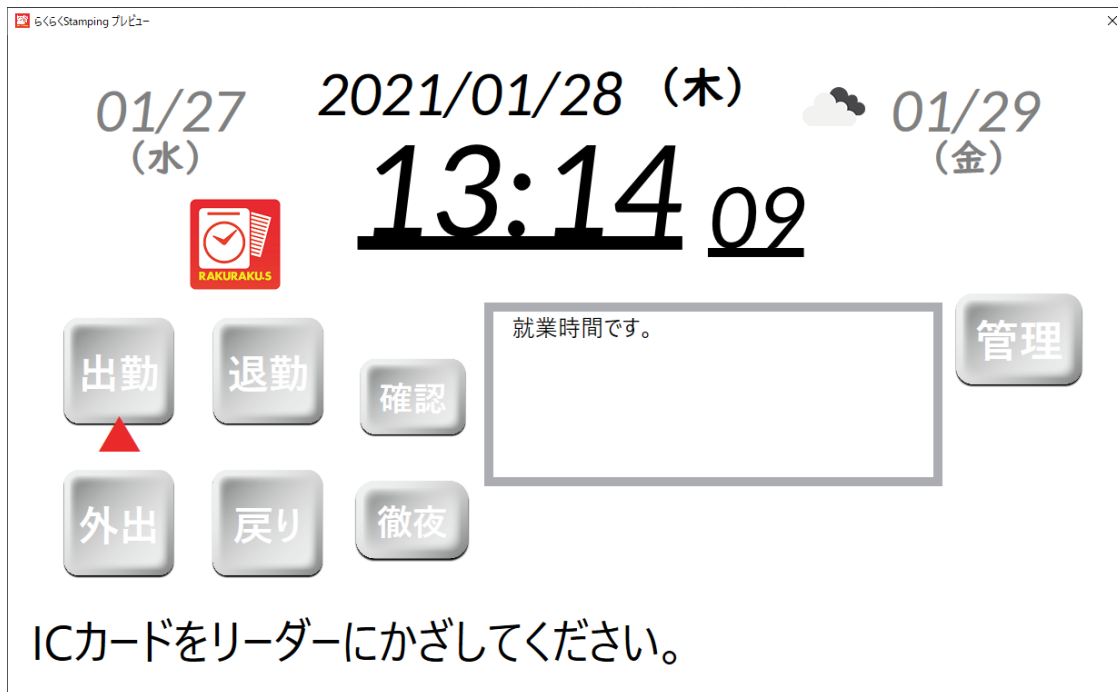 らくらくStamping プレビュー
01/27
（水）
2021/01/28 （木）
01/29
（金）
13:14 09
RAKURAKU.S
出勤
退勤
確認
就業時間です。
管理
外出
戻り
徹夜
ICカードをリーダーにかざしてください。